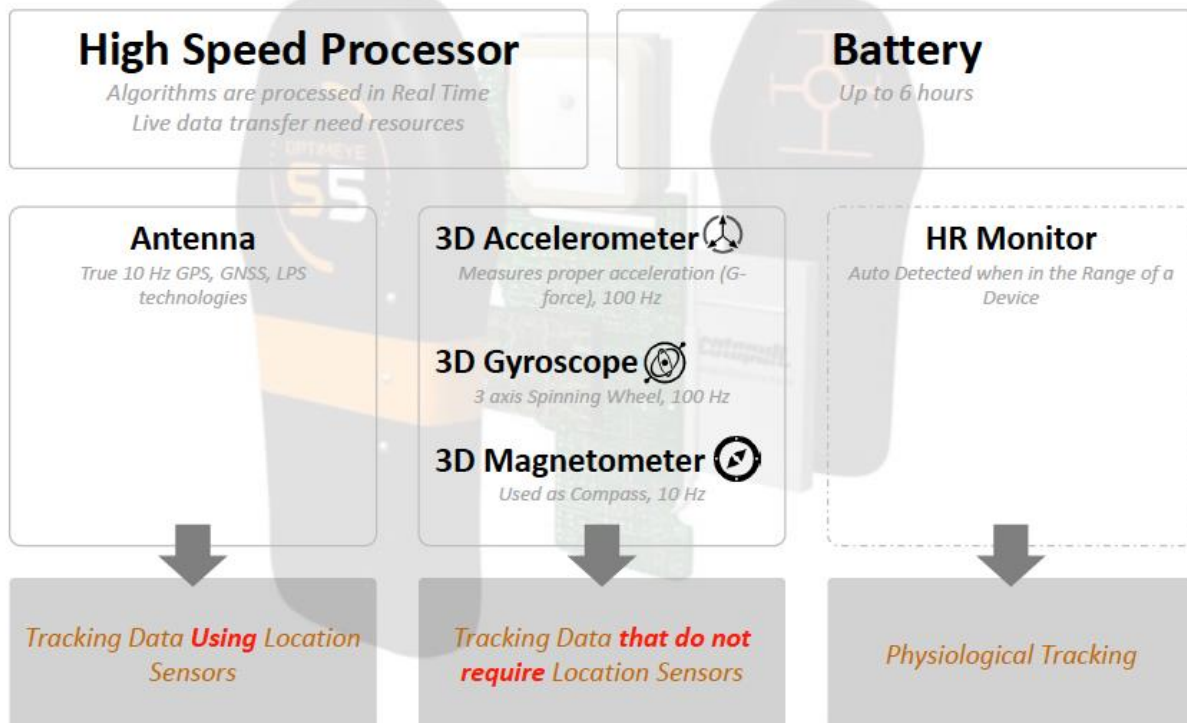 High Speed Processor
Algorithms are processed in Real Time
Live data transfer need resources
Battery
Up to 6 hours
OPTIMEYE
S5
Antenna
True 10 Hz GPS, GNSS, LPS
technologies
3D Accelerometer
Measures proper acceleration (G-
force), 100 Hz
3D Gyroscope
3 axis Spinning Wheel, 100 Hz
3D Magnetometer
Used as Compass, 10 Hz
HR Monitor
Auto Detected when in the Range of a
Device
catapult
Tracking Data Using Location
Sensors
Tracking Data that do not
require Location Sensors
Physiological Tracking